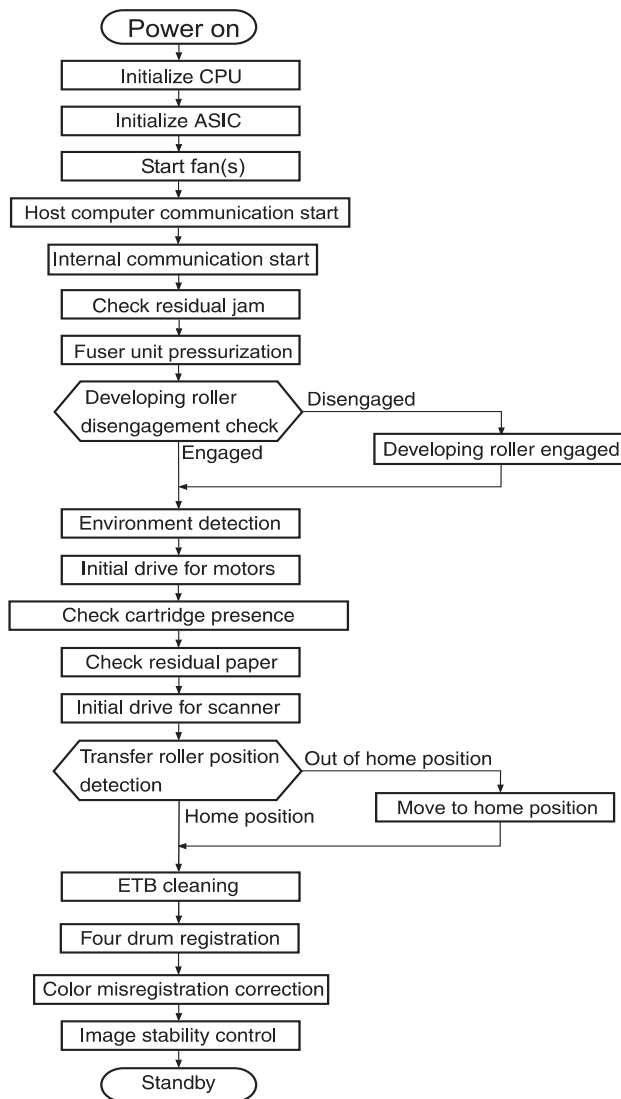 Power on
Initialize CPU
Initialize ASIC
Start fan(s)
Host computer communication start
Internal communication start
Check residual jam
Fuser unit pressurization
Developing roller
disengagement check
Disengaged
Developing roller engaged
Engaged
Environment detection
Initial drive for motors
Check cartridge presence
Check residual paper
Initial drive for scanner
Transfer roller position
detection
Out of home position
Move to home position
Home position
ETB cleaning
Four drum registration
Color misregistration correction
Image stability control
Standby